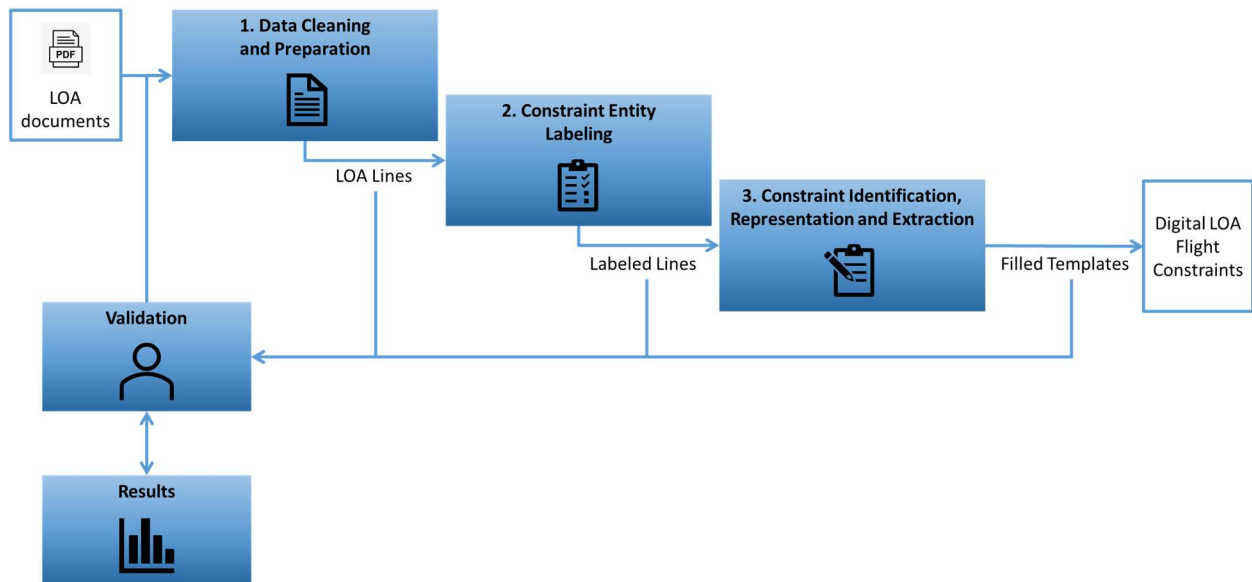 PDF
LOA
documents
1. Data Cleaning
and Preparation
LOA Lines
2. Constraint Entity
Labeling
Labeled Lines
3. Constraint Identification,
Representation and Extraction
Filled Templates
Digital LOA
Flight
Constraints
Validation
Results